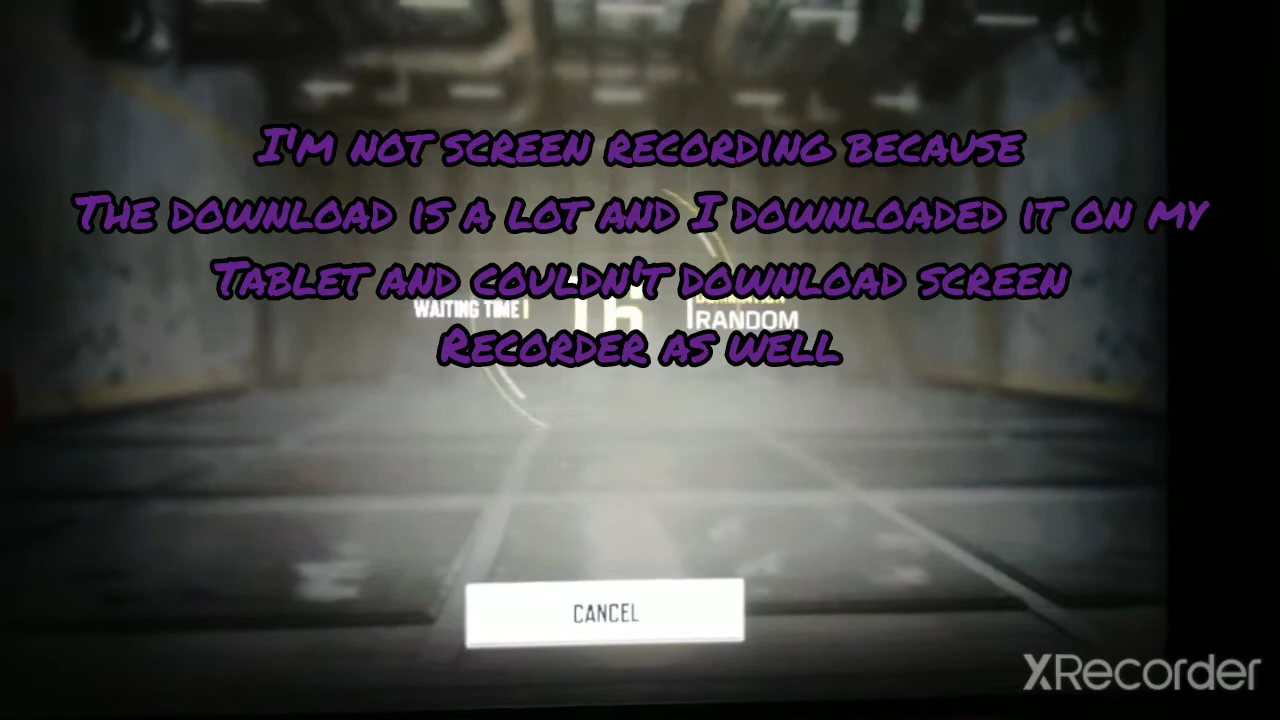 I'm not screen recording because
The download is a lot and I downloaded it on my
Tablet and couldn't download screen
WAITING TIME
16
RANDOM
Recorder as well
CANCEL
XRecorder